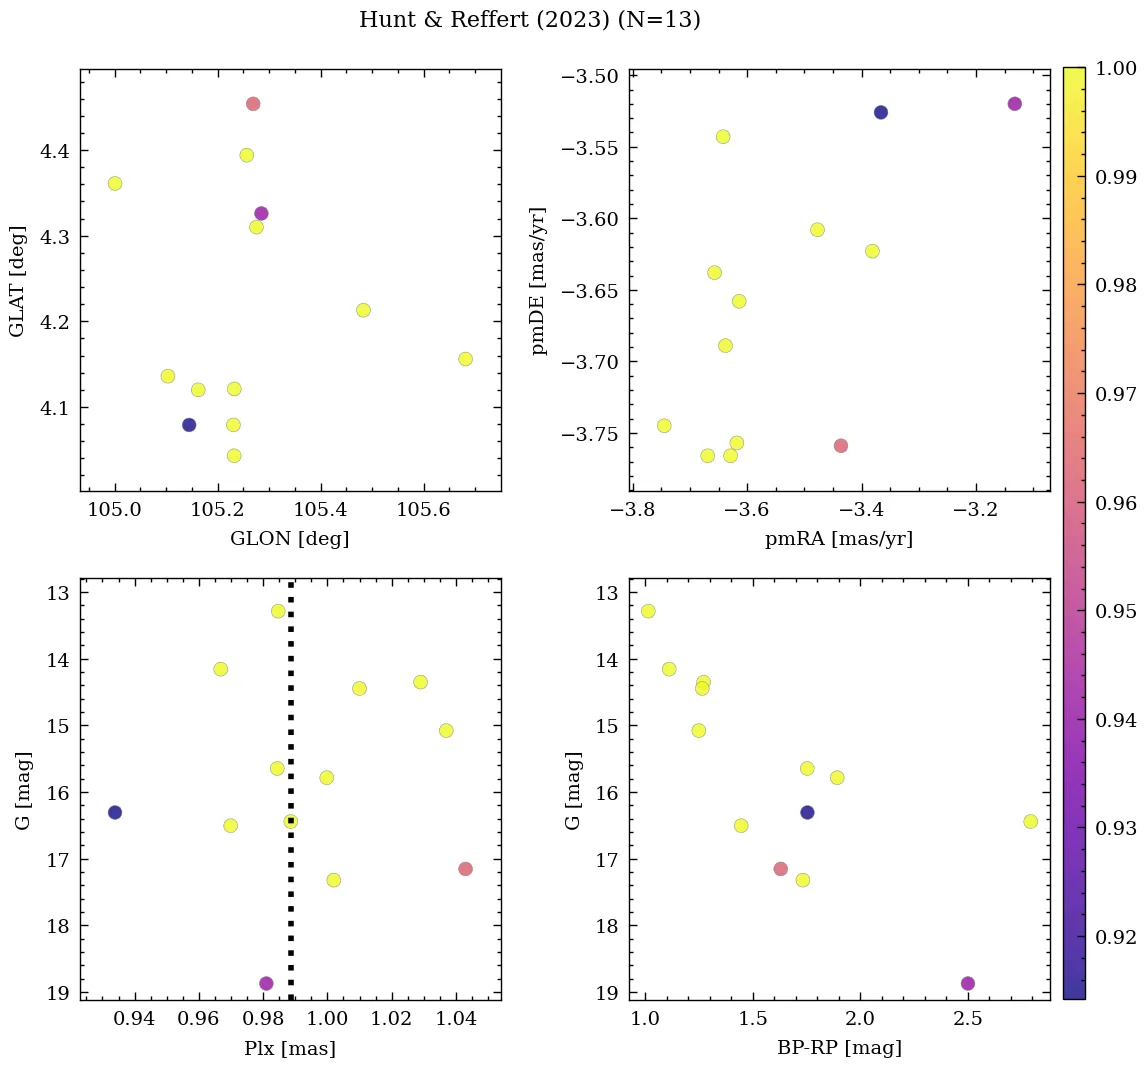 Hunt & Reffert (2023) (N=13)
4.4
4.3
4.2
4.1
GLAT [deg]
105.0 105.2 105.4 105.6
GLON [deg]
−3.50
−3.55
−3.60
−3.65
−3.70
−3.75
pmDE [mas/yr]
−3.8 −3.6 −3.4 −3.2
pmRA [mas/yr]
13
14
15
16
17
18
19
G [mag]
0.94 0.96 0.98 1.00 1.02 1.04
Plx [mas]
13
14
15
16
17
18
19
G [mag]
1.0 1.5 2.0 2.5
BP-RP [mag]
1.00
0.99
0.98
0.97
0.96
0.95
0.94
0.93
0.92